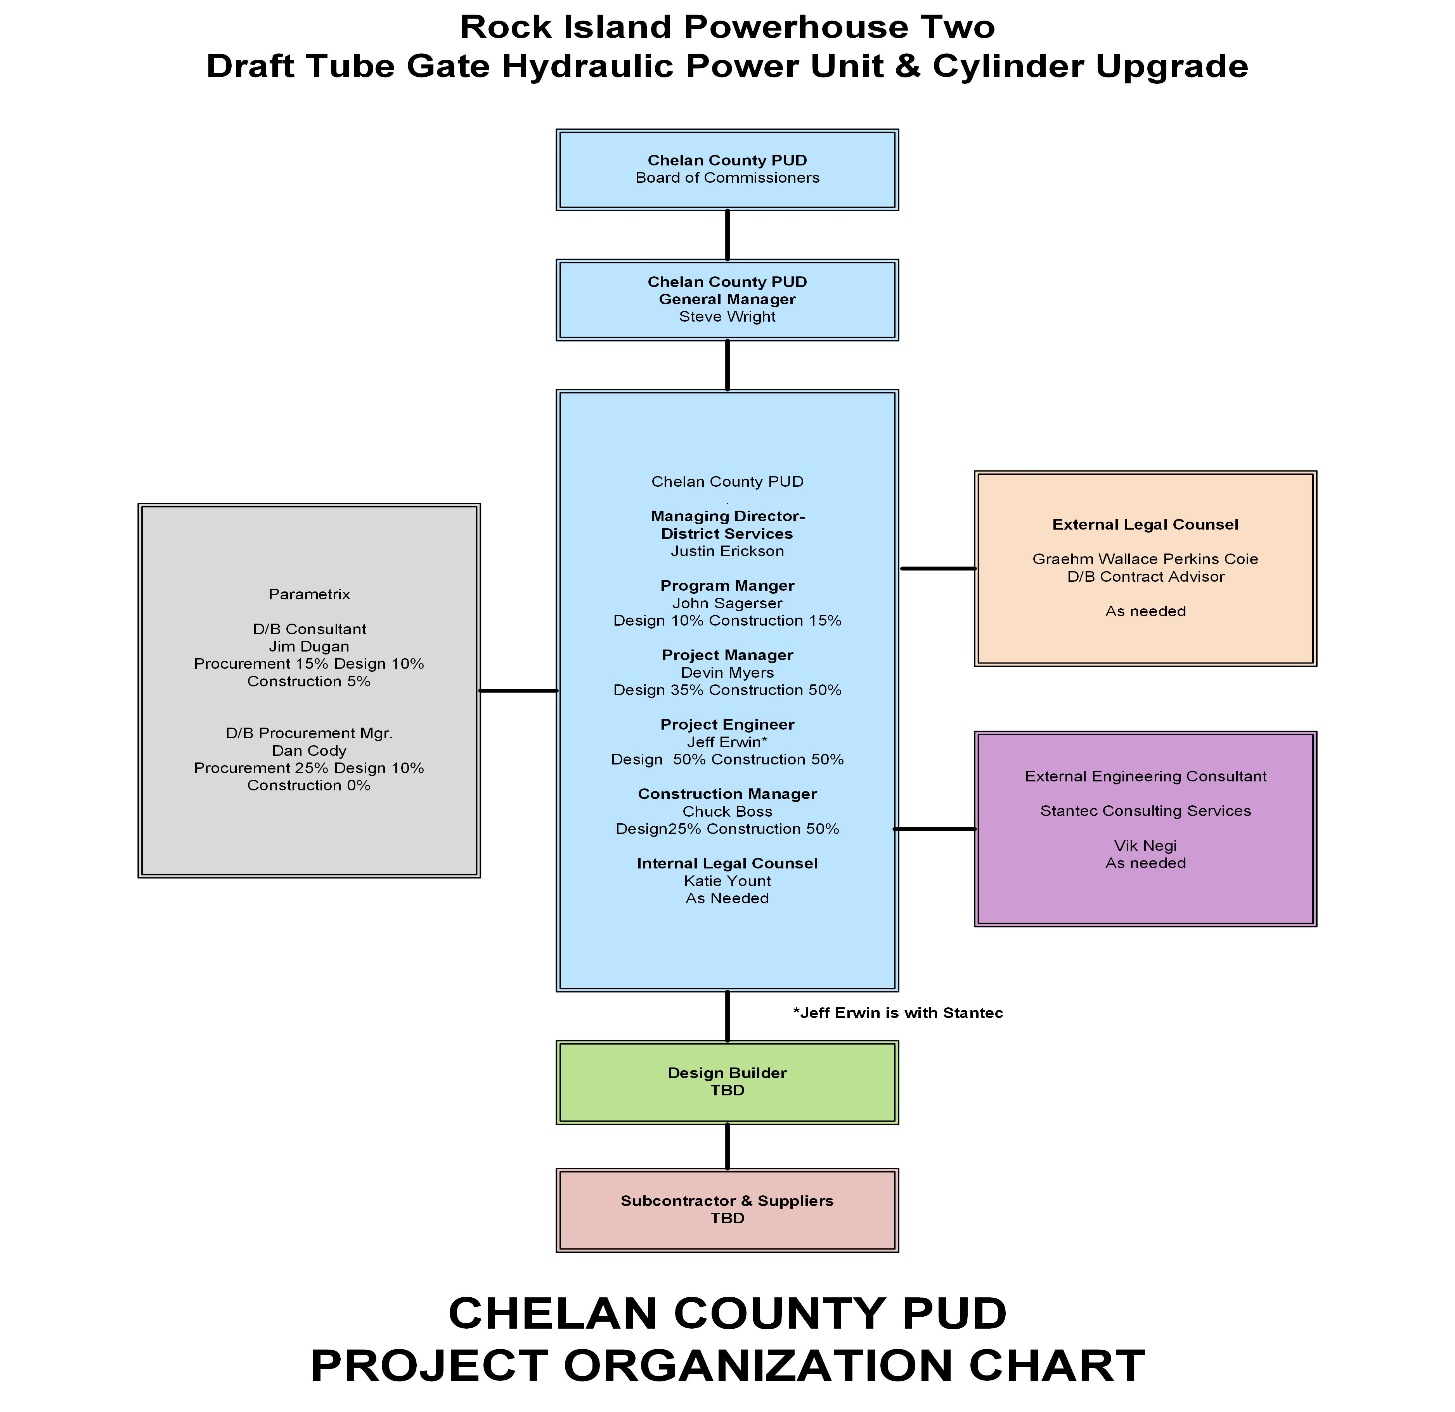 Rock Island Powerhouse Two
Draft Tube Gate Hydraulic Power Unit & Cylinder Upgrade
Chelan County PUD
Board of Commissioners
Chelan County PUD
General Manager
Steve Wright
Chelan County PUD
Managing Director-
District Services
Justin Erickson
Program Manger
John Sagerser
Design 10% Construction 15%
Project Manager
Devin Myers
Design 35% Construction 50%
Project Engineer
Jeff Erwin*
Design  50% Construction 50%
Construction Manager
Chuck Boss
Design25% Construction 50%
Internal Legal Counsel
Katie Yount
As Needed
Parametrix
D/B Consultant
Jim Dugan
Procurement 15% Design 10%
Construction 5%
D/B Procurement Mgr.
Dan Cody
Procurement 25% Design 10%
Construction 0%
External Legal Counsel
Graehm Wallace Perkins Coie
D/B Contract Advisor
As needed
External Engineering Consultant
Stantec Consulting Services
Vik Negi
As needed
*Jeff Erwin is with Stantec
Design Builder
TBD
Subcontractor & Suppliers
TBD
CHELAN COUNTY PUD
PROJECT ORGANIZATION CHART